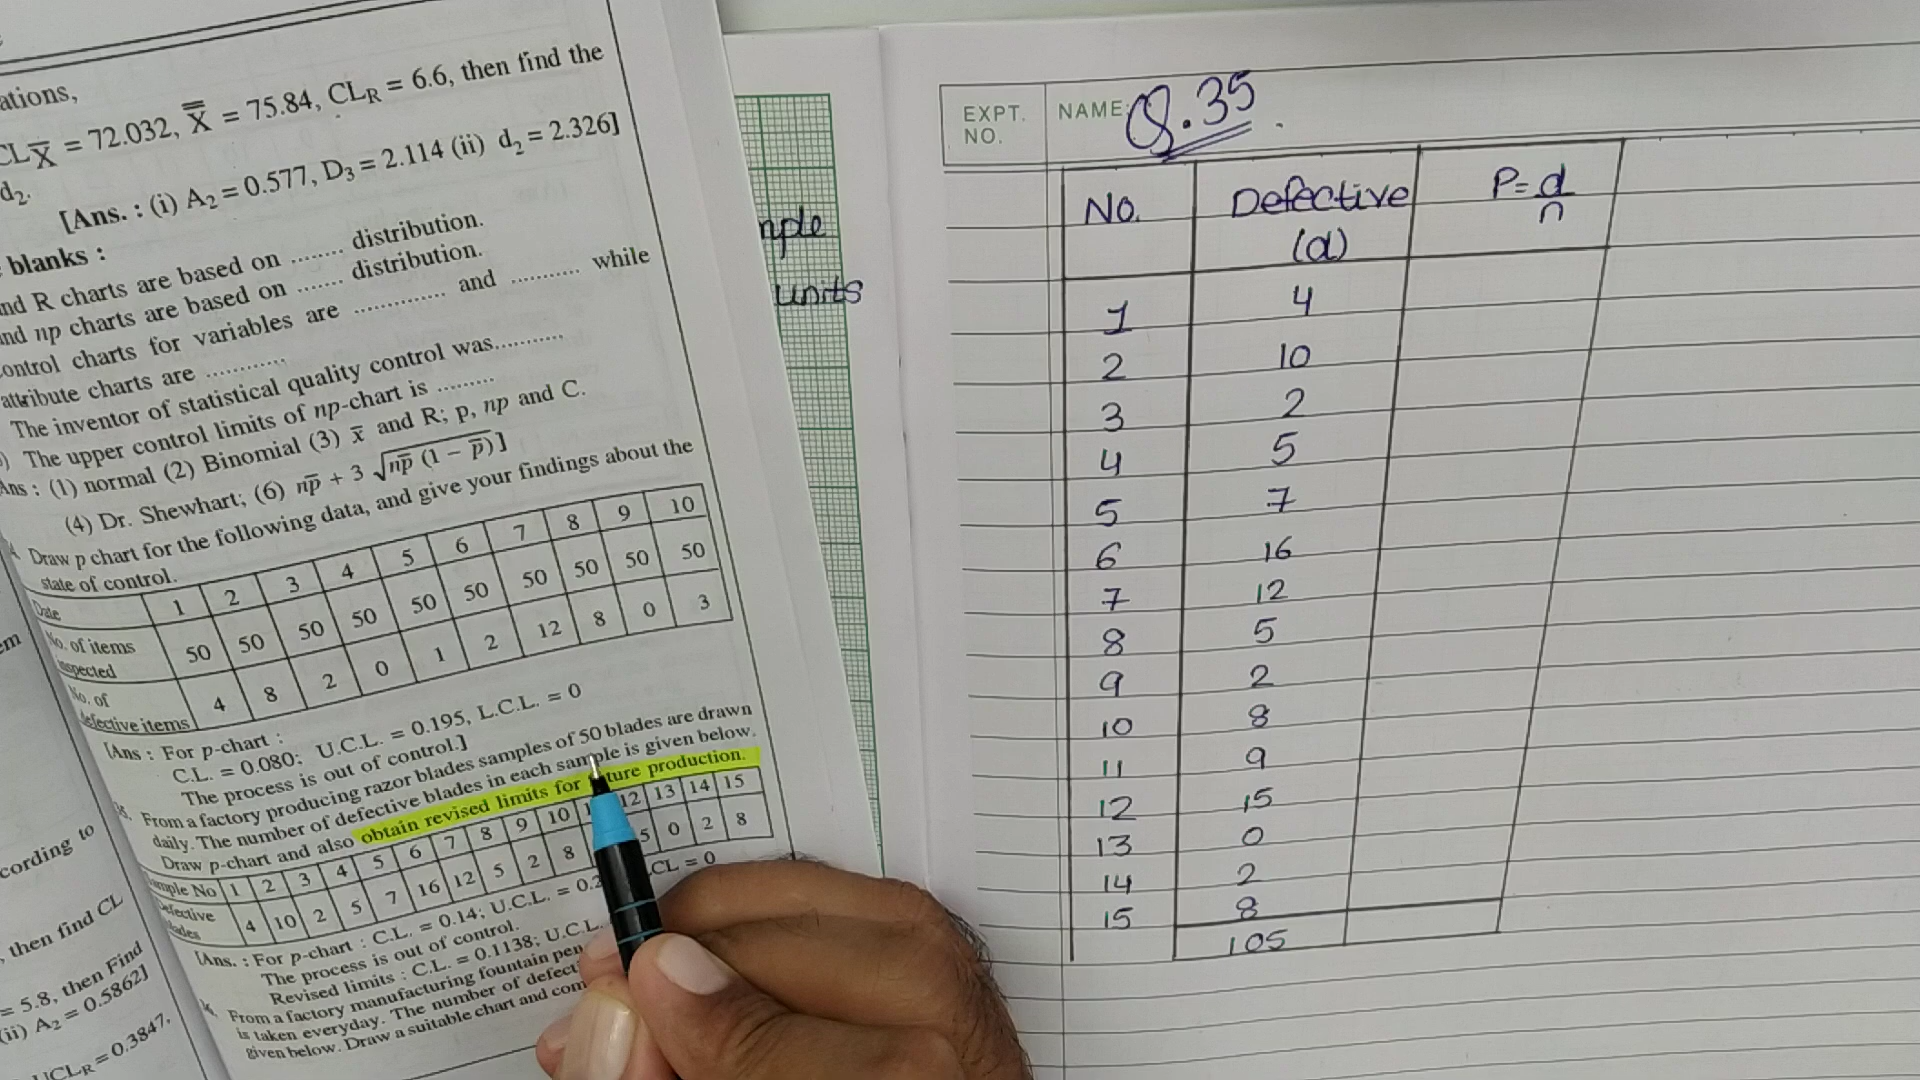 ations,
CLX̄ = 72.032, X̿ = 75.84, CLR = 6.6, then find the
d2.
[Ans. : (i) A2 = 0.577, D3 = 2.114 (ii) d2 = 2.326]
blanks :
nd R charts are based on ........ distribution.
nd np charts are based on ....... distribution.
ontrol charts for variables are ............. and ........... while
attribute charts are ............
The inventor of statistical quality control was...........
) The upper control limits of np-chart is .........
Ans : (1) normal (2) Binomial (3) x̄ and R; p, np and C.
(4) Dr. Shewhart; (6) np̄ + 3 √np̄ (1 − p̄)]
Draw p chart for the following data, and give your findings about the
state of control.
Date 1 2 3 4 5 6 7 8 9 10
No. of items
inspected 50 50 50 50 50 50 50 50 50 50
No. of
defective items 4 8 2 0 1 2 12 8 0 3
[Ans : For p-chart :
C.L. = 0.080; U.C.L. = 0.195, L.C.L. = 0
The process is out of control.]
From a factory producing razor blades samples of 50 blades are drawn
daily. The number of defective blades in each sample is given below.
Draw p-chart and also obtain revised limits for future production.
Sample No 1 2 3 4 5 6 7 8 9 10 1 12 13 14 15
Defective
blades 4 10 2 5 7 16 12 5 2 8 5 0 2 8
[Ans. : For p-chart : C.L. = 0.14; U.C.L. = 0.2 CL = 0
The process is out of control.
Revised limits : C.L. = 0.1138; U.C.L.
From a factory manufacturing fountain pen
is taken everyday. The number of defecti
given below. Draw a suitable chart and com
em
cording to
, then find CL
= 5.8, then Find
(ii) A2 = 0.5862]
UCLR = 0.3847,
mple
units
EXPT.
NO.
NAME: Q.35
No. Defective P = d/n
(d)
1 4
2 10
3 2
4 5
5 7
6 16
7 12
8 5
9 2
10 8
11 9
12 15
13 0
14 2
15 8
105